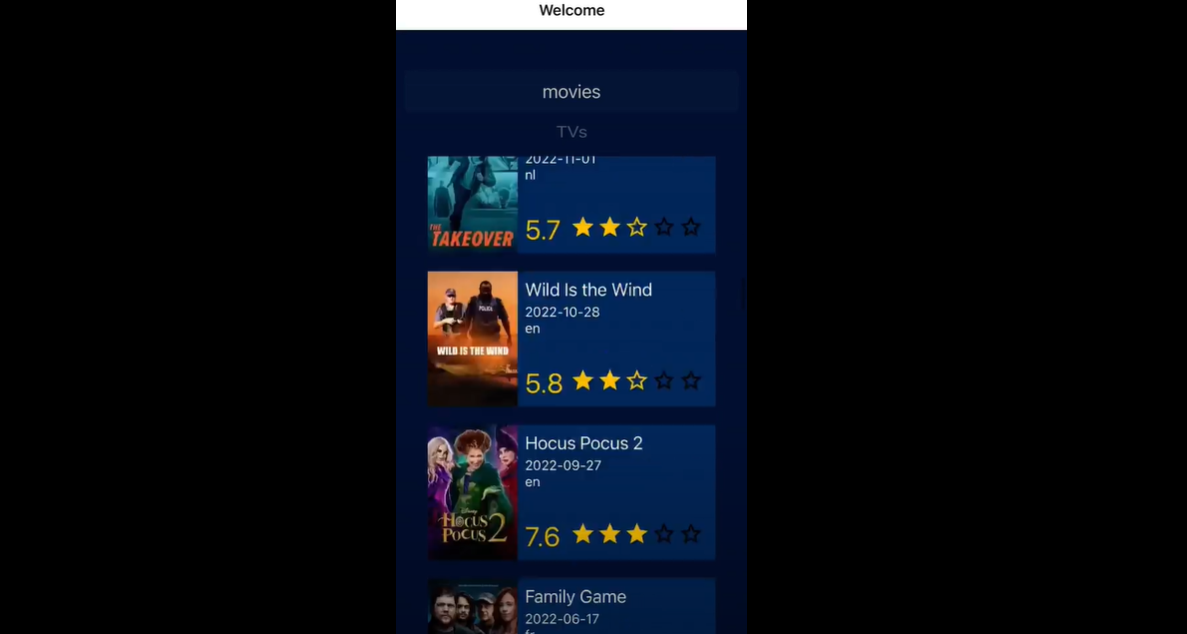 Welcome
movies
TVs
2022-11-01
nl
THE
TAKEOVER
5.7
Wild Is the Wind
2022-10-28
en
POLICE
WILD IS THE WIND
5.8
Hocus Pocus 2
2022-09-27
en
Disney
HOCUS
POCUS 2
7.6
Family Game
2022-06-17